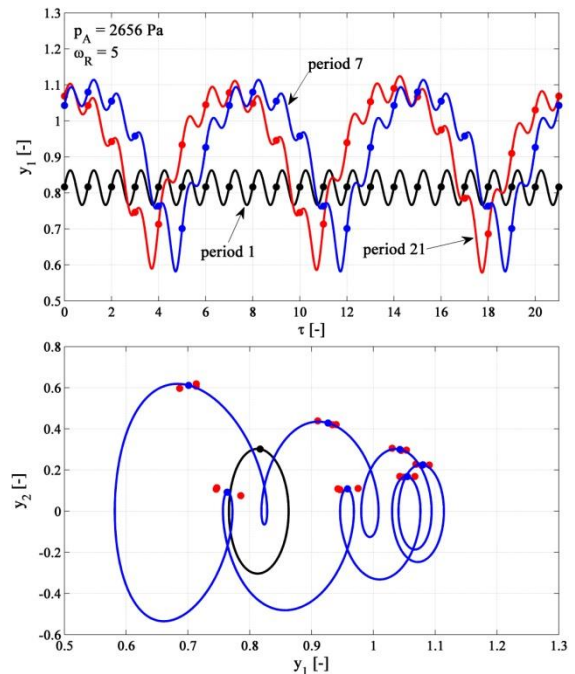 1.3
p_A = 2656 Pa
ω_R = 5
period 7
1.2
1.1
1
0.9
0.8
0.7
0.6
0.5
y_1 [-]
period 1
period 21
0 2 4 6 8 10 12 14 16 18 20
τ [-]
0.8
0.6
0.4
0.2
0
-0.2
-0.4
-0.6
y_2 [-]
0.5 0.6 0.7 0.8 0.9 1 1.1 1.2 1.3
y_1 [-]